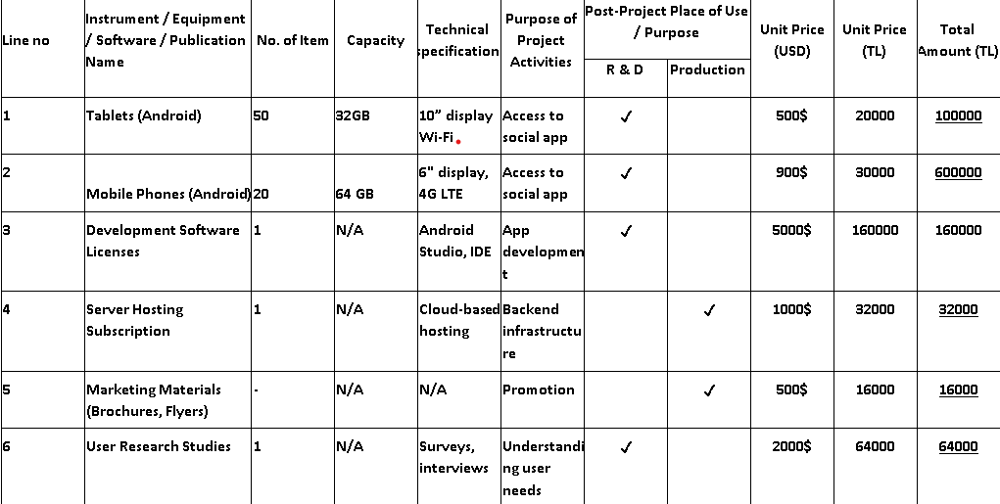 Line no
Instrument / Equipment
/ Software / Publication
Name
No. of Item
Capacity
Technical
specification
Purpose of
Project
Activities
Post-Project Place of Use
/ Purpose
R & D
Production
Unit Price
(USD)
Unit Price
(TL)
Total
Amount (TL)
1
Tablets (Android)
50
32GB
10” display
Wi-Fi.
Access to
social app
✓
500$
20000
100000
2
Mobile Phones (Android)
20
64 GB
6" display,
4G LTE
Access to
social app
✓
900$
30000
600000
3
Development Software
Licenses
1
N/A
Android
Studio, IDE
App
developmen
t
✓
5000$
160000
160000
4
Server Hosting
Subscription
1
N/A
Cloud-based
hosting
Backend
infrastructu
re
✓
1000$
32000
32000
5
Marketing Materials
(Brochures, Flyers)
-
N/A
N/A
Promotion
✓
500$
16000
16000
6
User Research Studies
1
N/A
Surveys,
interviews
Understandi
ng user
needs
✓
2000$
64000
64000